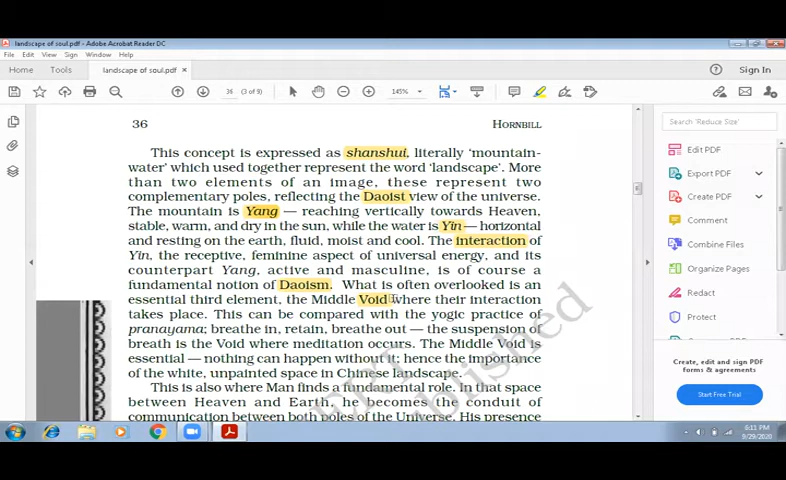 landscape of soul.pdf - Adobe Acrobat Reader DC
File Edit View Sign Window Help
Home Tools landscape of soul.pdf × Sign In
36 (3 of 9) 145%
36 HORNBILL
This concept is expressed as shanshui, literally 'mountain-
water' which used together represent the word 'landscape'. More
than two elements of an image, these represent two
complementary poles, reflecting the Daoist view of the universe.
The mountain is Yang — reaching vertically towards Heaven,
stable, warm, and dry in the sun, while the water is Yin — horizontal
and resting on the earth, fluid, moist and cool. The interaction of
Yin, the receptive, feminine aspect of universal energy, and its
counterpart Yang, active and masculine, is of course a
fundamental notion of Daoism. What is often overlooked is an
essential third element, the Middle Void where their interaction
takes place. This can be compared with the yogic practice of
pranayama; breathe in, retain, breathe out — the suspension of
breath is the Void where meditation occurs. The Middle Void is
essential — nothing can happen without it; hence the importance
of the white, unpainted space in Chinese landscape.
This is also where Man finds a fundamental role. In that space
between Heaven and Earth, he becomes the conduit of
communication between both poles of the Universe. His presence
Search 'Reduce Size'
Edit PDF
Export PDF
Create PDF
Comment
Combine Files
Organize Pages
Redact
Protect
Create, edit and sign PDF
forms & agreements
Start Free Trial
6:11 PM
9/29/2020